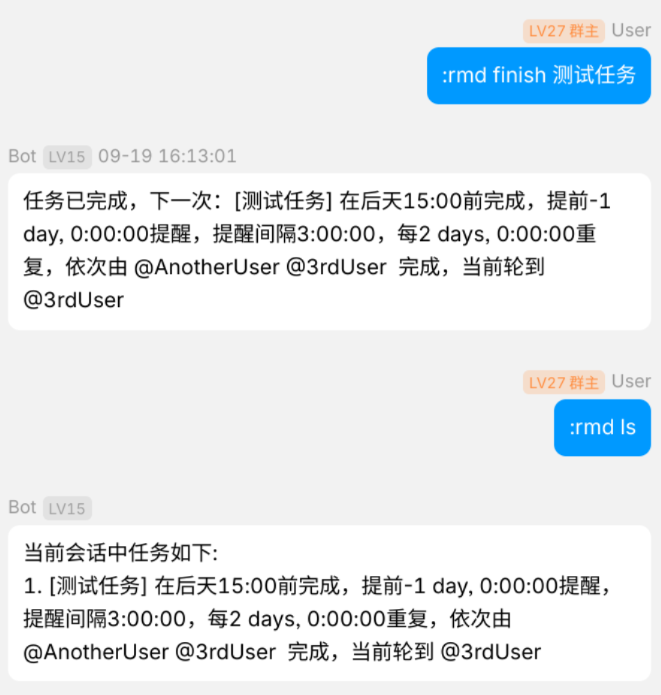 LV27 群主 User
:rmd finish 测试任务
Bot LV15 09-19 16:13:01
任务已完成，下一次：[测试任务] 在后天15:00前完成，提前-1
day, 0:00:00提醒，提醒间隔3:00:00，每2 days, 0:00:00重
复，依次由 @AnotherUser @3rdUser 完成，当前轮到
@3rdUser
LV27 群主 User
:rmd ls
Bot LV15
当前会话中任务如下:
1. [测试任务] 在后天15:00前完成，提前-1 day, 0:00:00提醒，
提醒间隔3:00:00，每2 days, 0:00:00重复，依次由
@AnotherUser @3rdUser 完成，当前轮到 @3rdUser